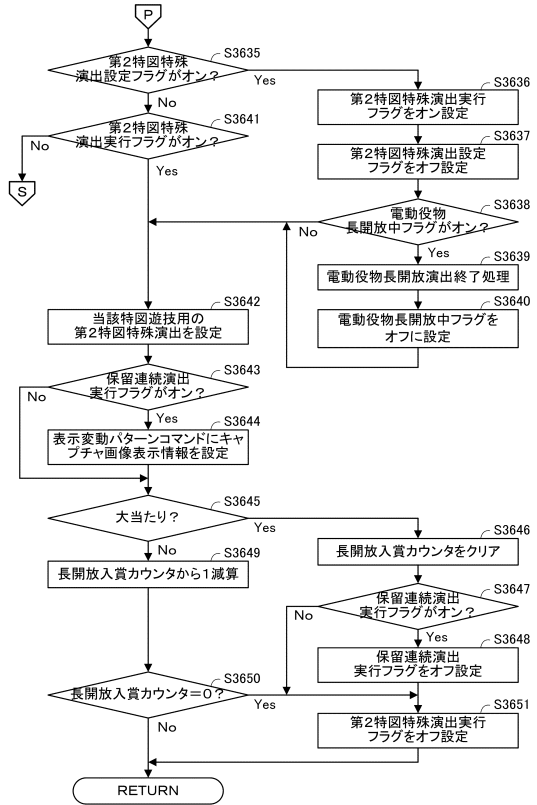 P
S3635
第2特図特殊
演出設定フラグがオン？
Yes
No
S3636
第2特図特殊演出実行
フラグをオン設定
S3641
第2特図特殊
演出実行フラグがオン？
No
Yes
S
S3637
第2特図特殊演出設定
フラグをオフ設定
S3638
電動役物
長開放中フラグがオン？
No
Yes
S3639
電動役物長開放演出終了処理
S3640
電動役物長開放中フラグを
オフに設定
S3642
当該特図遊技用の
第2特図特殊演出を設定
S3643
保留連続演出
実行フラグがオン？
No
Yes
S3644
表示変動パターンコマンドにキャ
プチャ画像表示情報を設定
S3645
大当たり？
Yes
No
S3646
長開放入賞カウンタをクリア
S3649
長開放入賞カウンタから1減算
S3647
保留連続演出
実行フラグがオン？
No
Yes
S3648
保留連続演出
実行フラグをオフ設定
S3650
長開放入賞カウンタ＝0？
Yes
No
S3651
第2特図特殊演出実行
フラグをオフ設定
RETURN